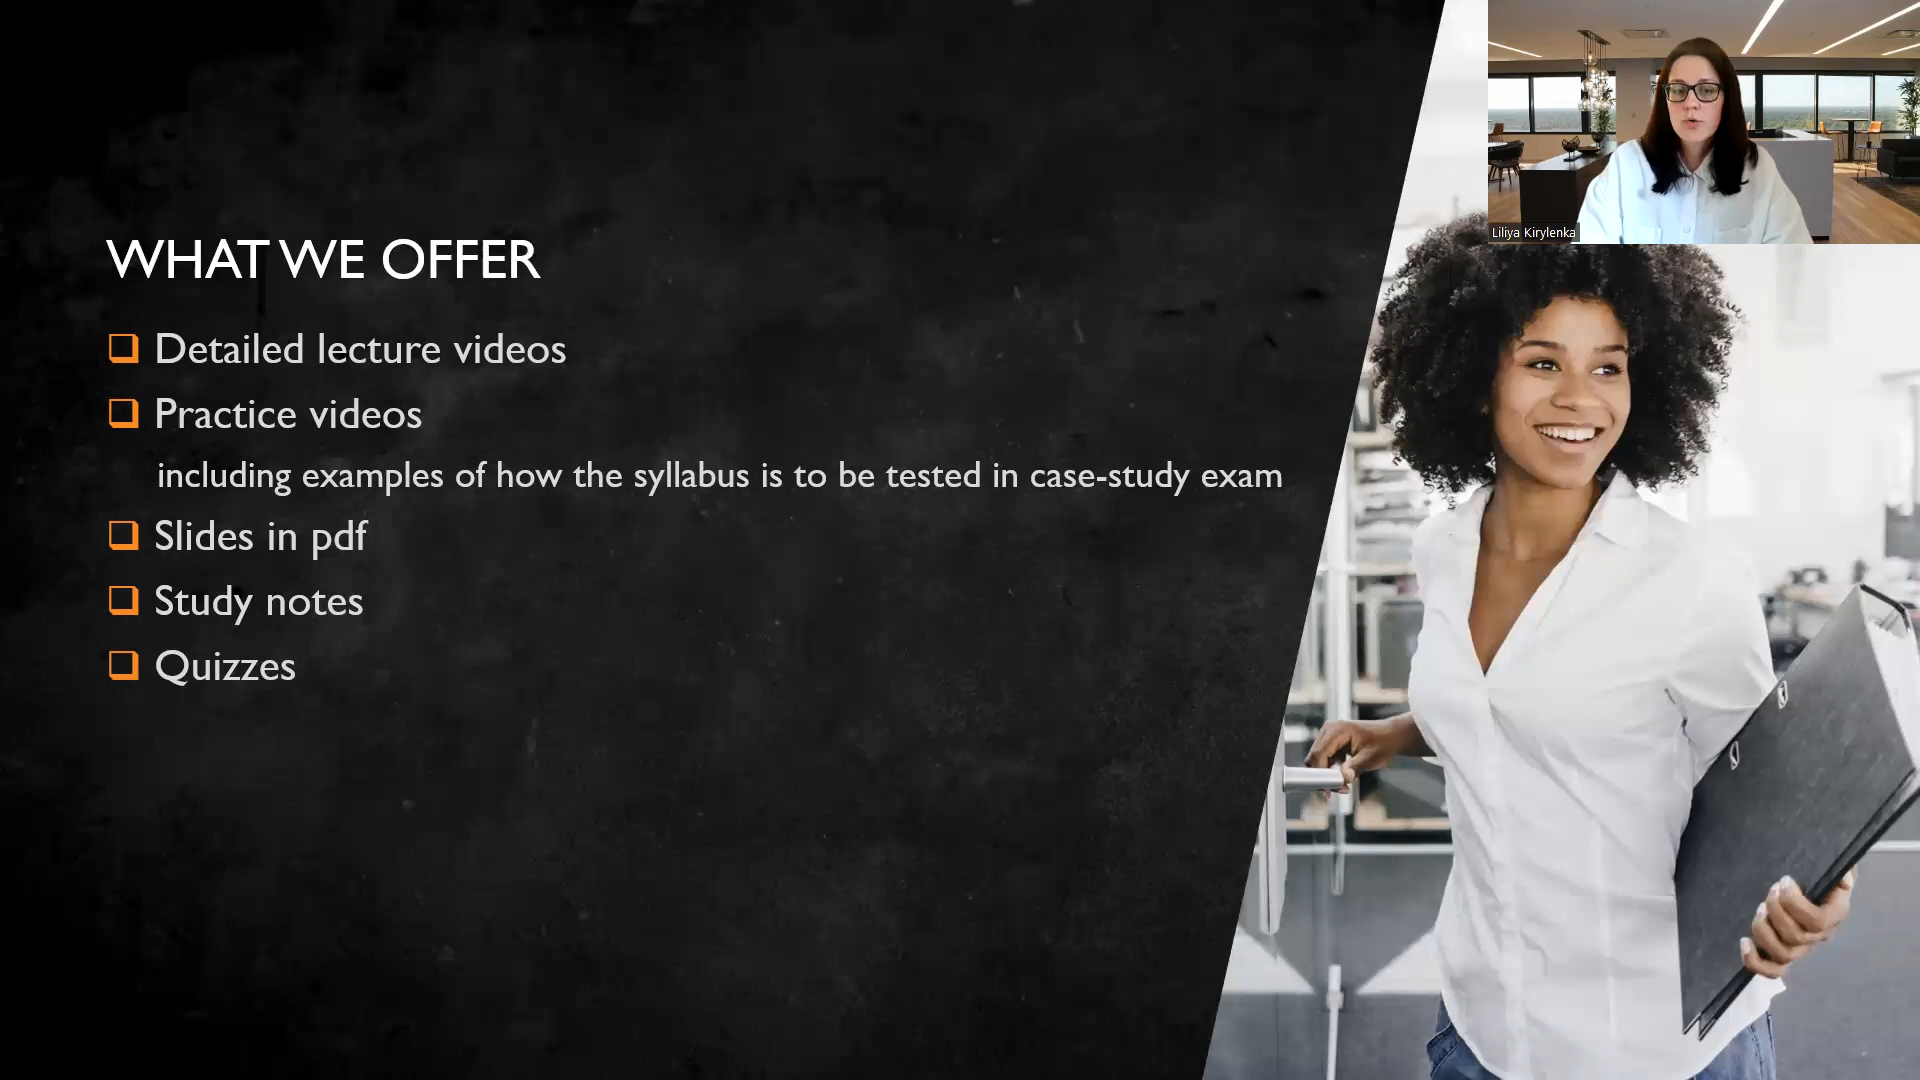 WHAT WE OFFER
Detailed lecture videos
Practice videos
including examples of how the syllabus is to be tested in case-study exam
Slides in pdf
Study notes
Quizzes
Liliya Kirylenka